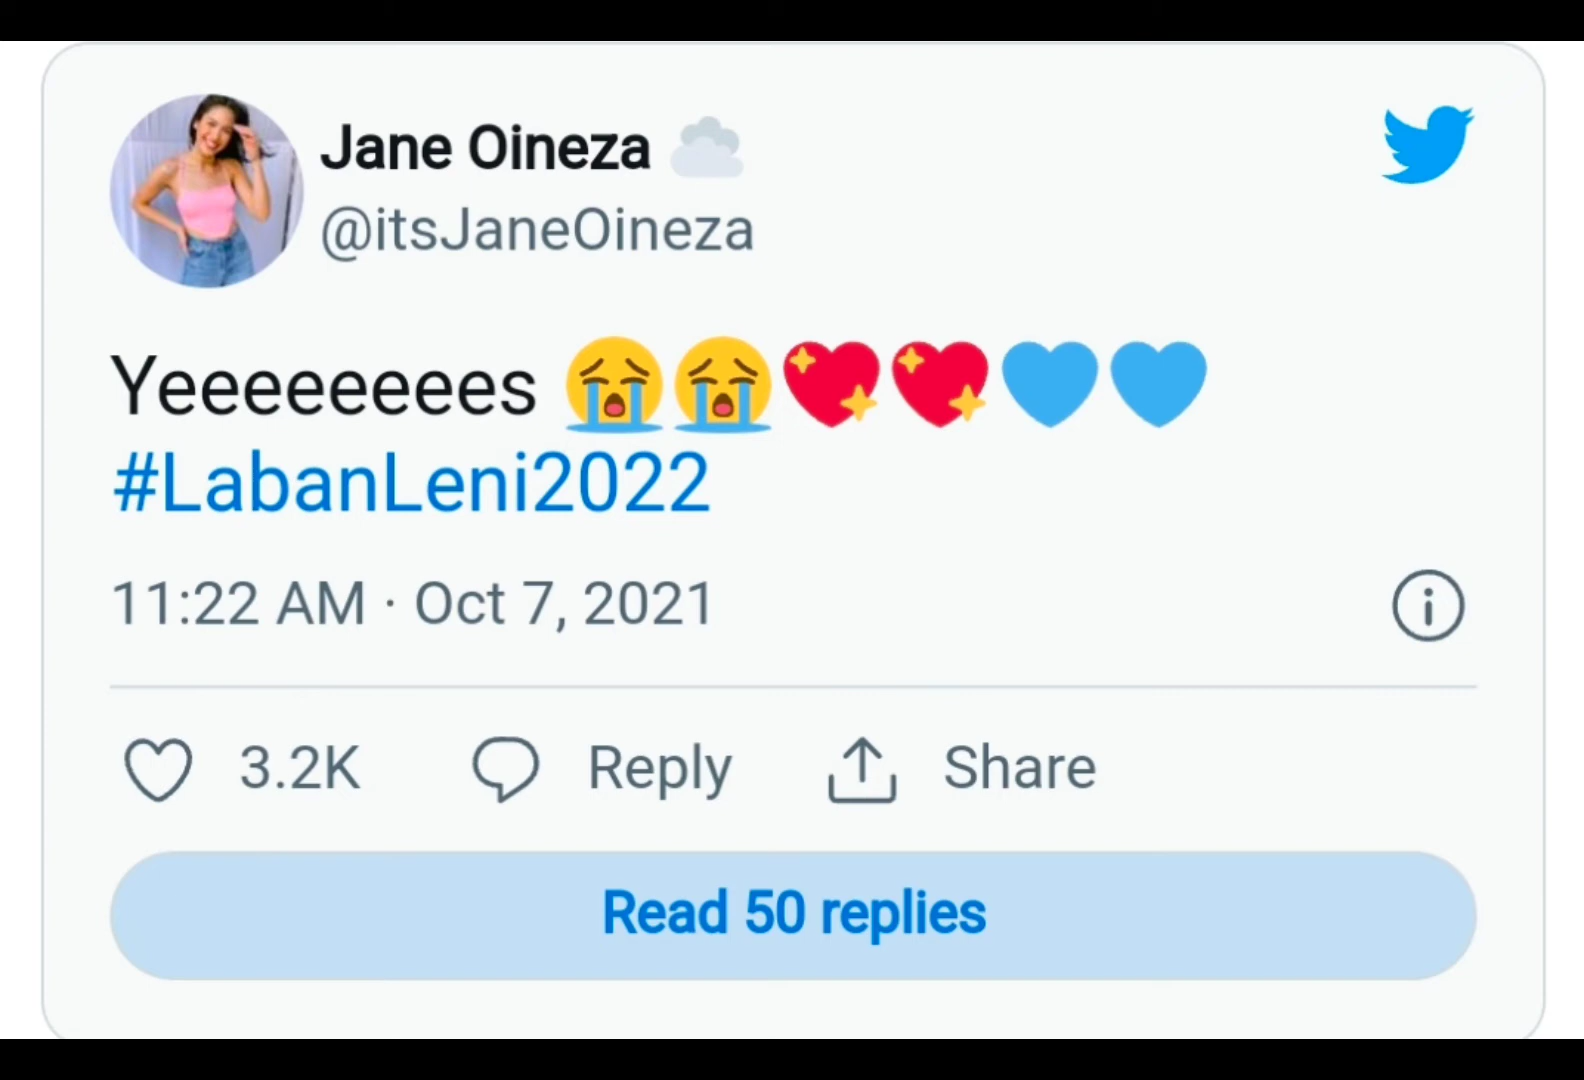 Jane Oineza ☁️
@itsJaneOineza
Yeeeeeeees 😭😭💖💖💙💙
#LabanLeni2022
11:22 AM · Oct 7, 2021
3.2K Reply Share
Read 50 replies